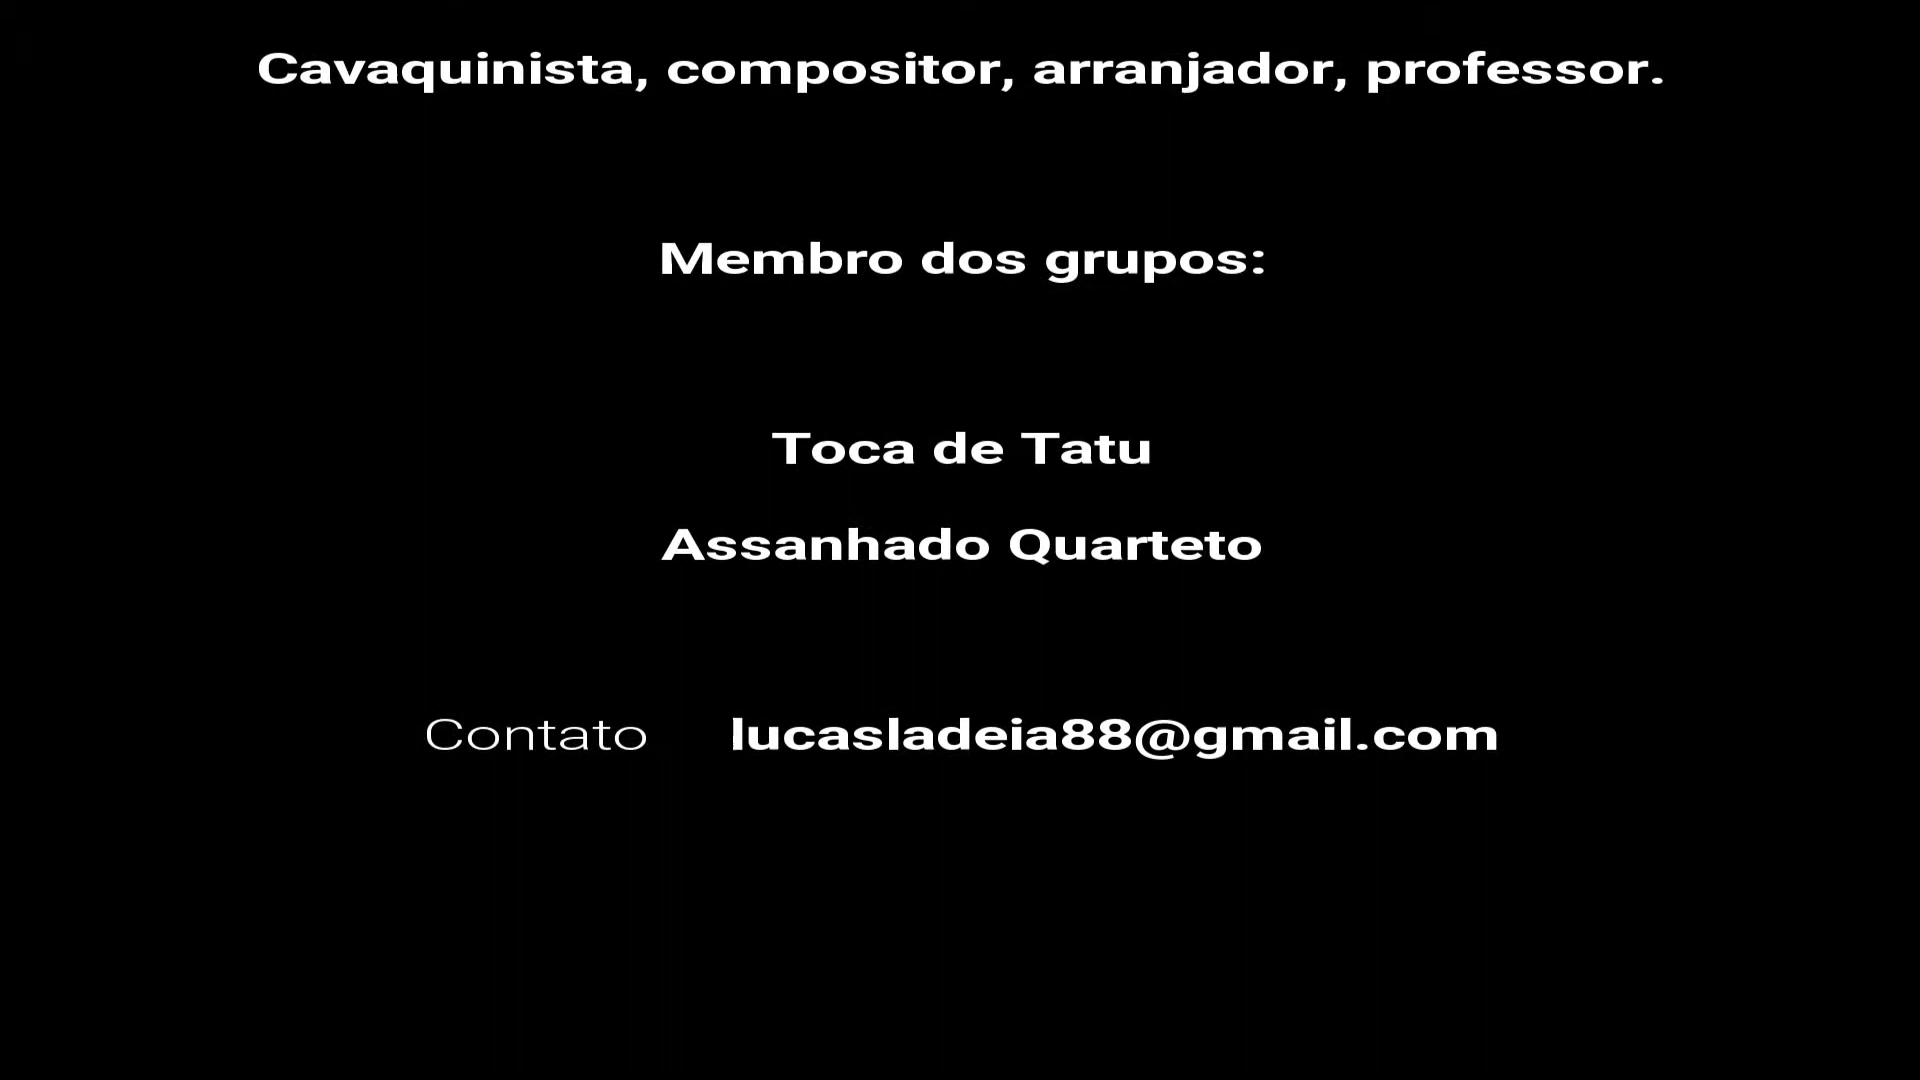 Cavaquinista, compositor, arranjador, professor.
Membro dos grupos:
Toca de Tatu
Assanhado Quarteto
Contato lucasladeia88@gmail.com